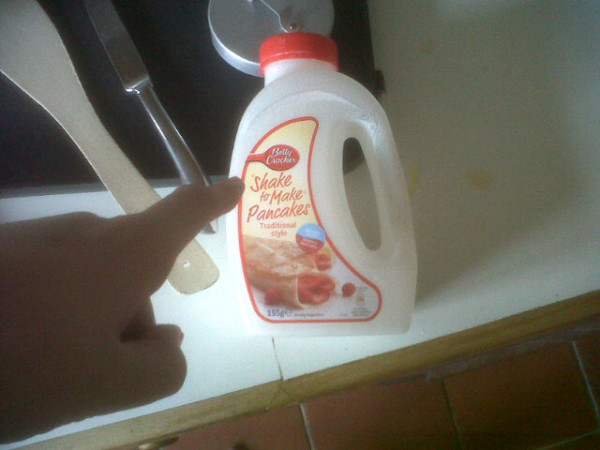 Betty
Crocker
Shake
to Make
Pancakes
Traditional
style
155g